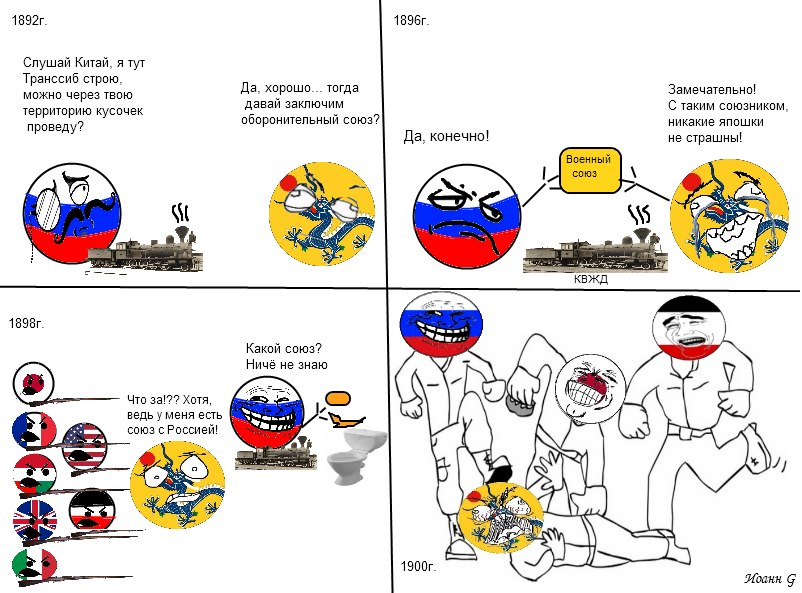 1892г.
Слушай Китай, я тут
Транссиб строю,
можно через твою
территорию кусочек
проведу?
Да, хорошо... тогда
давай заключим
оборонительный союз?
1896г.
Да, конечно!
Военный
союз
Замечательно!
С таким союзником,
никакие япошки
не страшны!
КВЖД
1898г.
Что за!?? Хотя,
ведь у меня есть
союз с Россией!
Какой союз?
Ничё не знаю
1900г.
Иоанн G